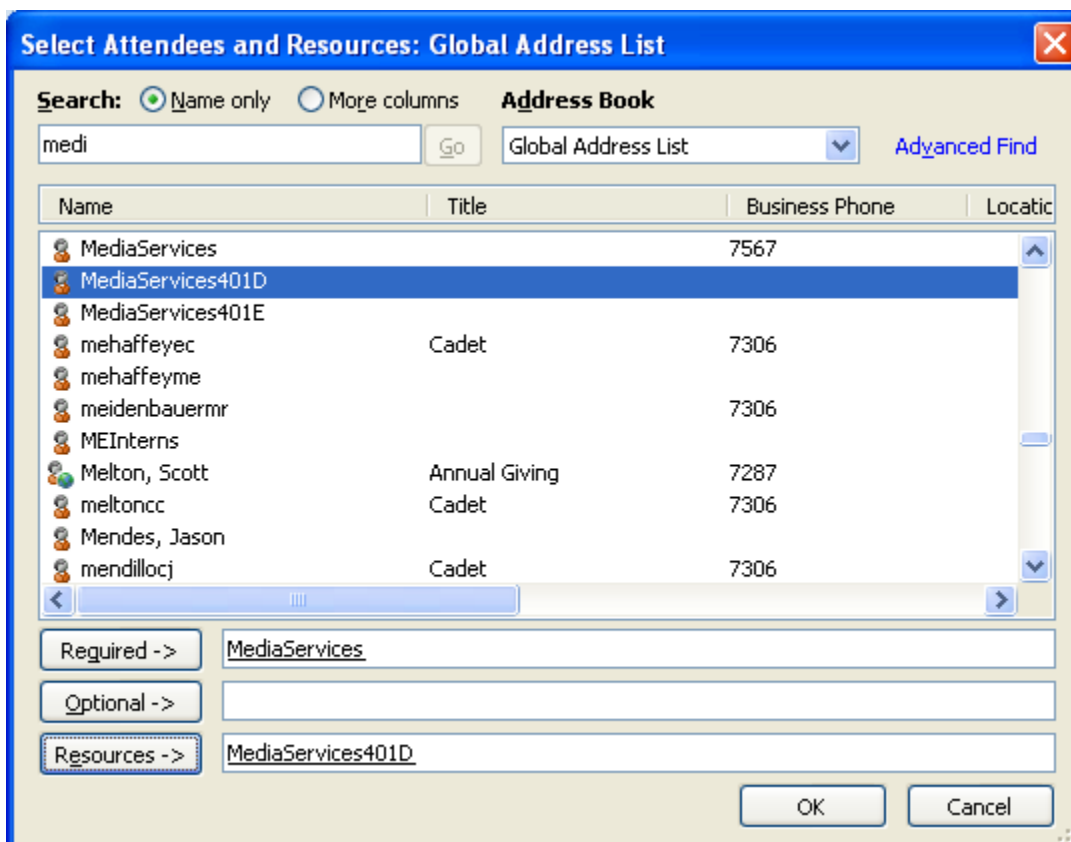 Select Attendees and Resources: Global Address List
Search: Name only More columns Address Book
medi Go Global Address List Advanced Find
Name Title Business Phone Locatic
MediaServices 7567
MediaServices401D
MediaServices401E
mehaffeyec Cadet 7306
mehaffeyme
meidenbauermr 7306
MEInterns
Melton, Scott Annual Giving 7287
meltoncc Cadet 7306
Mendes, Jason
mendillocj Cadet 7306
Required -> MediaServices
Optional ->
Resources -> MediaServices401D
OK Cancel